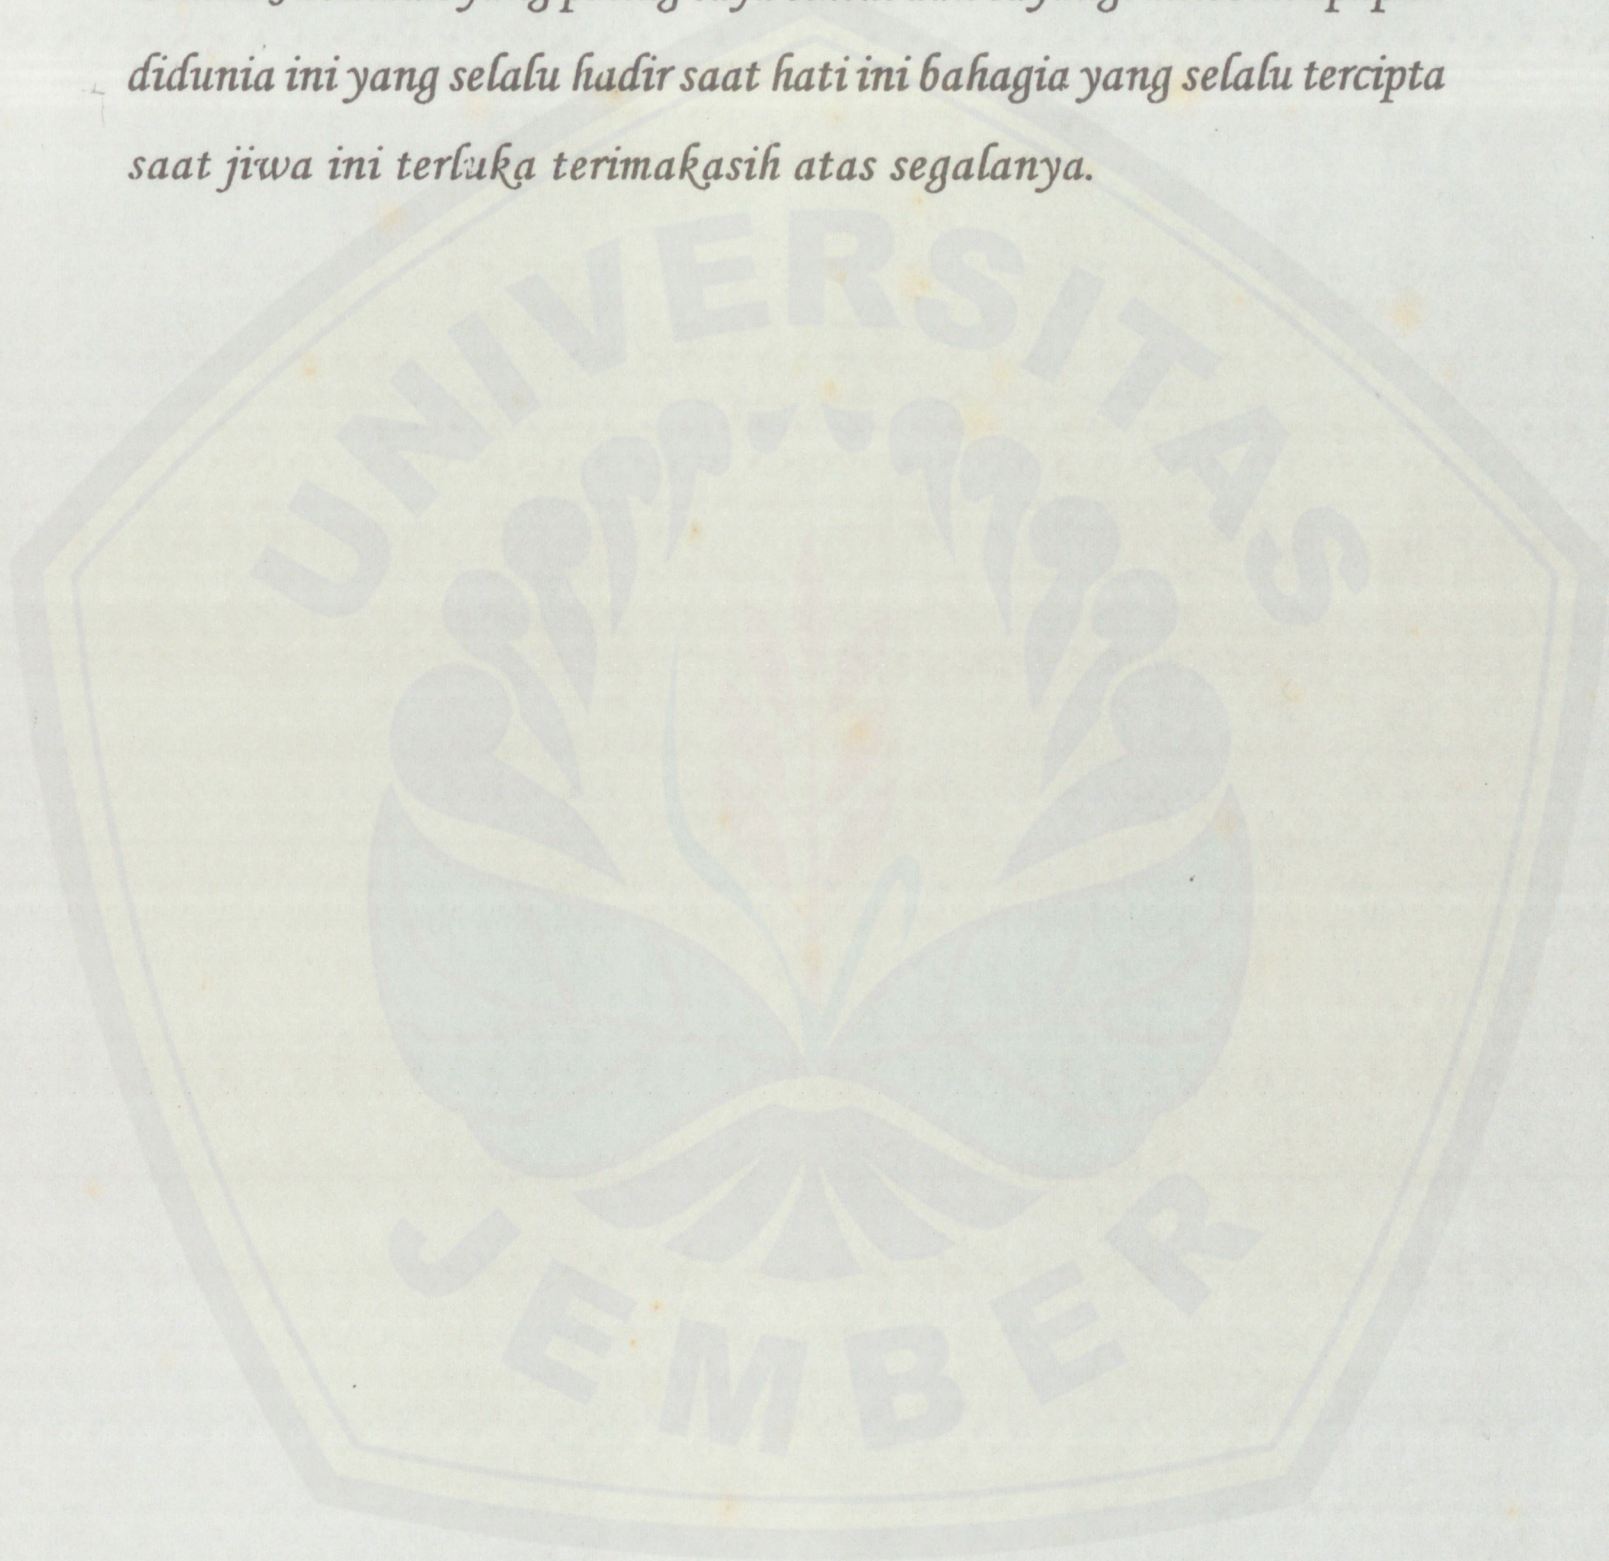 didunia ini yang selalu hadir saat hati ini bahagia yang selalu tercipta
saat jiwa ini terluka terimakasih atas segalanya.
UNIVERSITAS
JEMBER